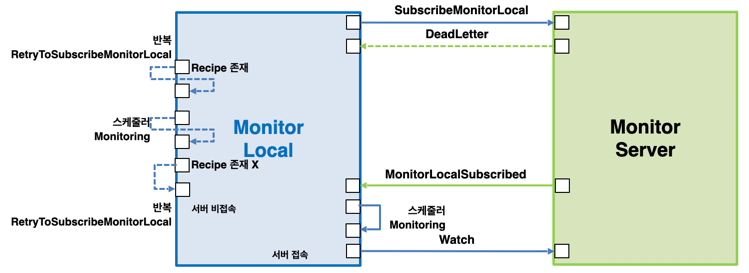 SubscribeMonitorLocal
DeadLetter
반복
RetryToSubscribeMonitorLocal
Recipe 존재
스케줄러
Monitoring
Monitor
Local
Monitor
Server
Recipe 존재 X
MonitorLocalSubscribed
반복
RetryToSubscribeMonitorLocal
서버 비접속
스케줄러
Monitoring
Watch
서버 접속